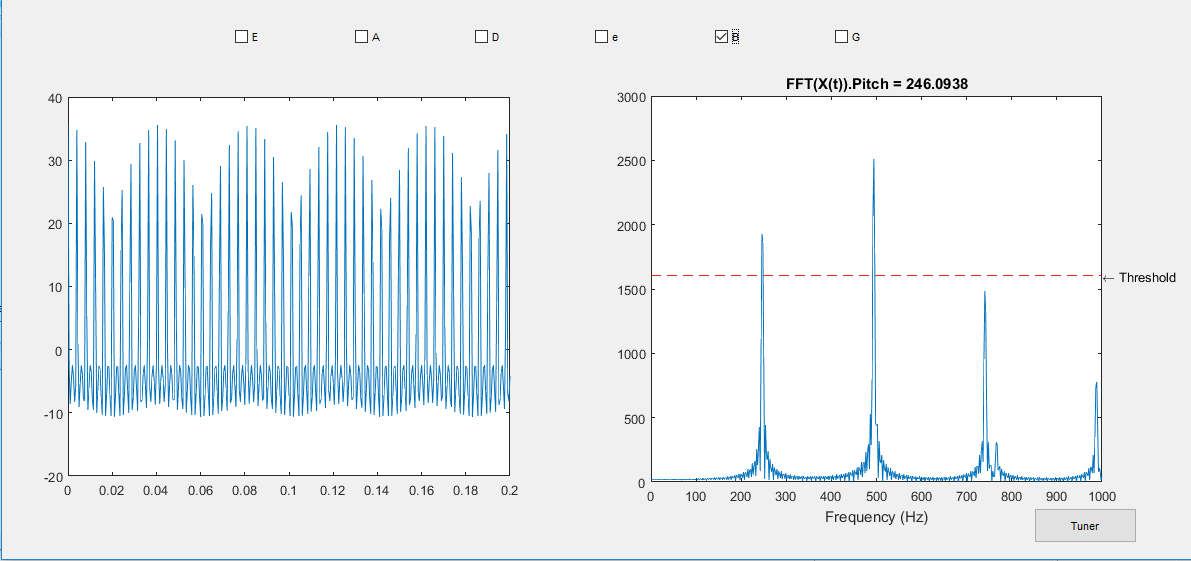 E A D e B G
FFT(X(t)).Pitch = 246.0938
40
30
20
10
0
-10
-20
0 0.02 0.04 0.06 0.08 0.1 0.12 0.14 0.16 0.18 0.2
3000
2500
2000
1500
1000
500
0
0 100 200 300 400 500 600 700 800 900 1000
← Threshold
Frequency (Hz)
Tuner